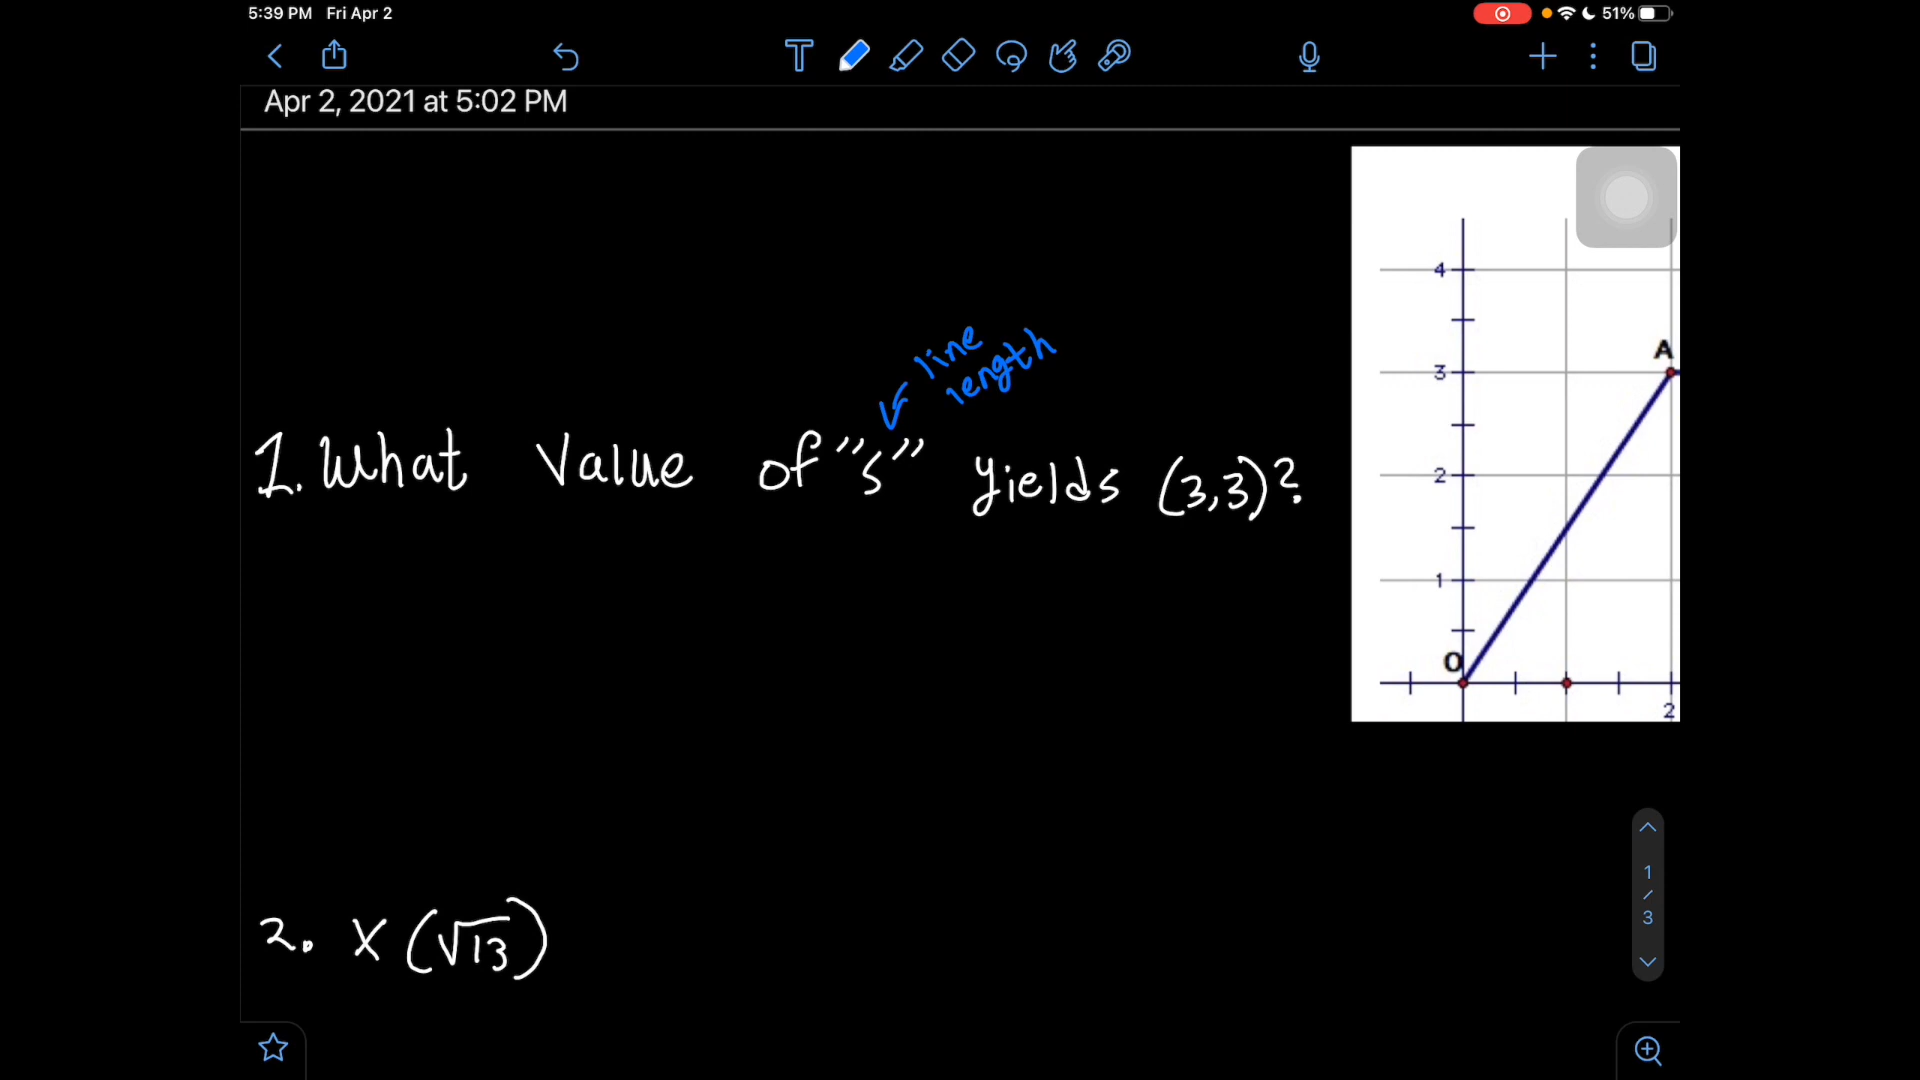 5:39 PM Fri Apr 2
51%
Apr 2, 2021 at 5:02 PM
line
length
1. What Value of "s" yields (3,3)?
4
3
2
1
A
O
2
2. x(√13)
1
/
3